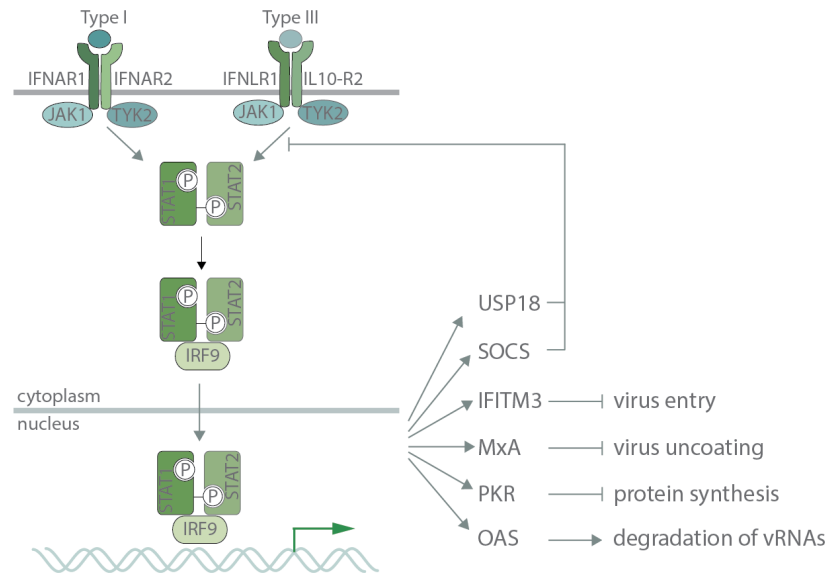 Type I
Type III
IFNAR1
IFNAR2
IFNLR1
IL10-R2
JAK1
TYK2
JAK1
TYK2
STAT1
P
P
STAT2
STAT1
P
P
STAT2
IRF9
cytoplasm
nucleus
STAT1
P
P
STAT2
IRF9
USP18
SOCS
IFITM3
virus entry
MxA
virus uncoating
PKR
protein synthesis
OAS
degradation of vRNAs